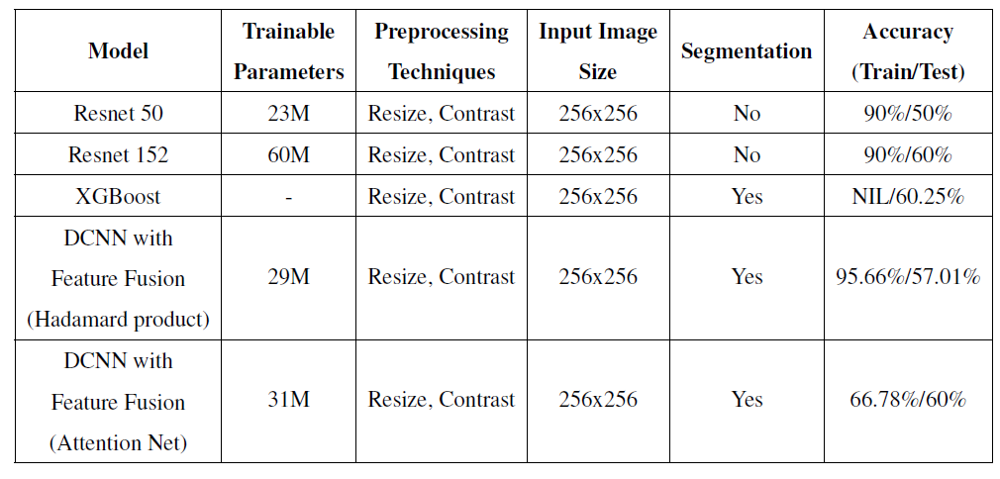 Model Trainable Parameters Preprocessing Techniques Input Image Size Segmentation Accuracy (Train/Test)
Resnet 50 23M Resize, Contrast 256x256 No 90%/50%
Resnet 152 60M Resize, Contrast 256x256 No 90%/60%
XGBoost - Resize, Contrast 256x256 Yes NIL/60.25%
DCNN with
Feature Fusion 29M Resize, Contrast 256x256 Yes 95.66%/57.01%
(Hadamard product)
DCNN with
Feature Fusion 31M Resize, Contrast 256x256 Yes 66.78%/60%
(Attention Net)